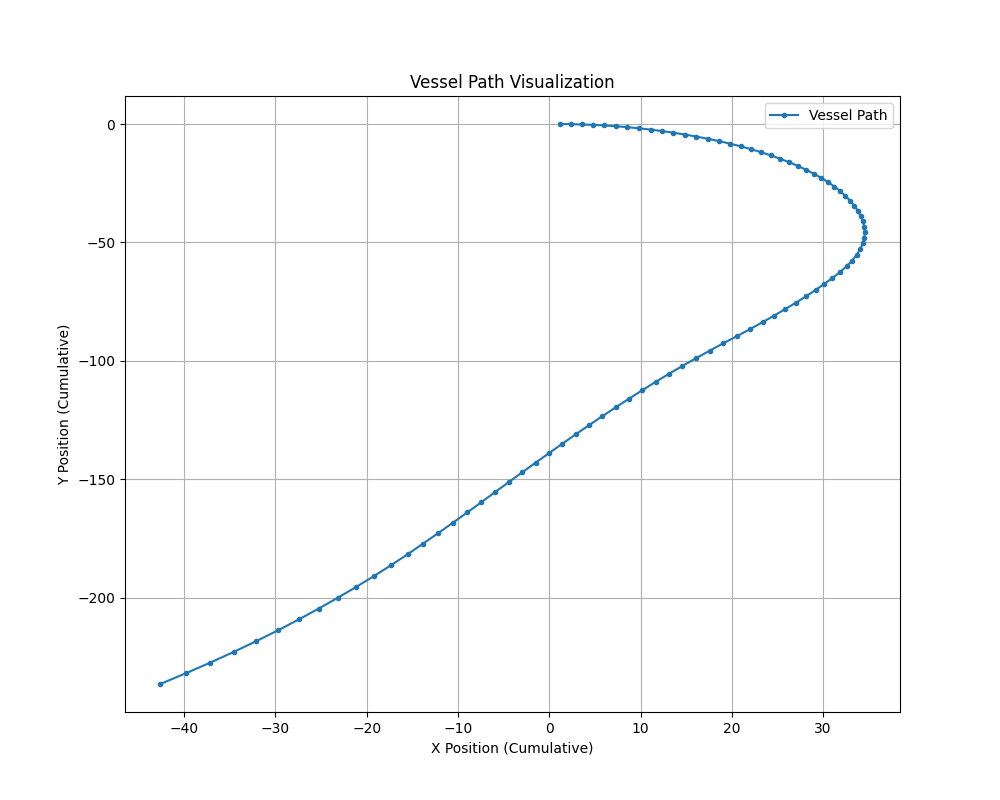 Vessel Path Visualization
Vessel Path
0
−50
−100
−150
−200
Y Position (Cumulative)
−40 −30 −20 −10 0 10 20 30
X Position (Cumulative)